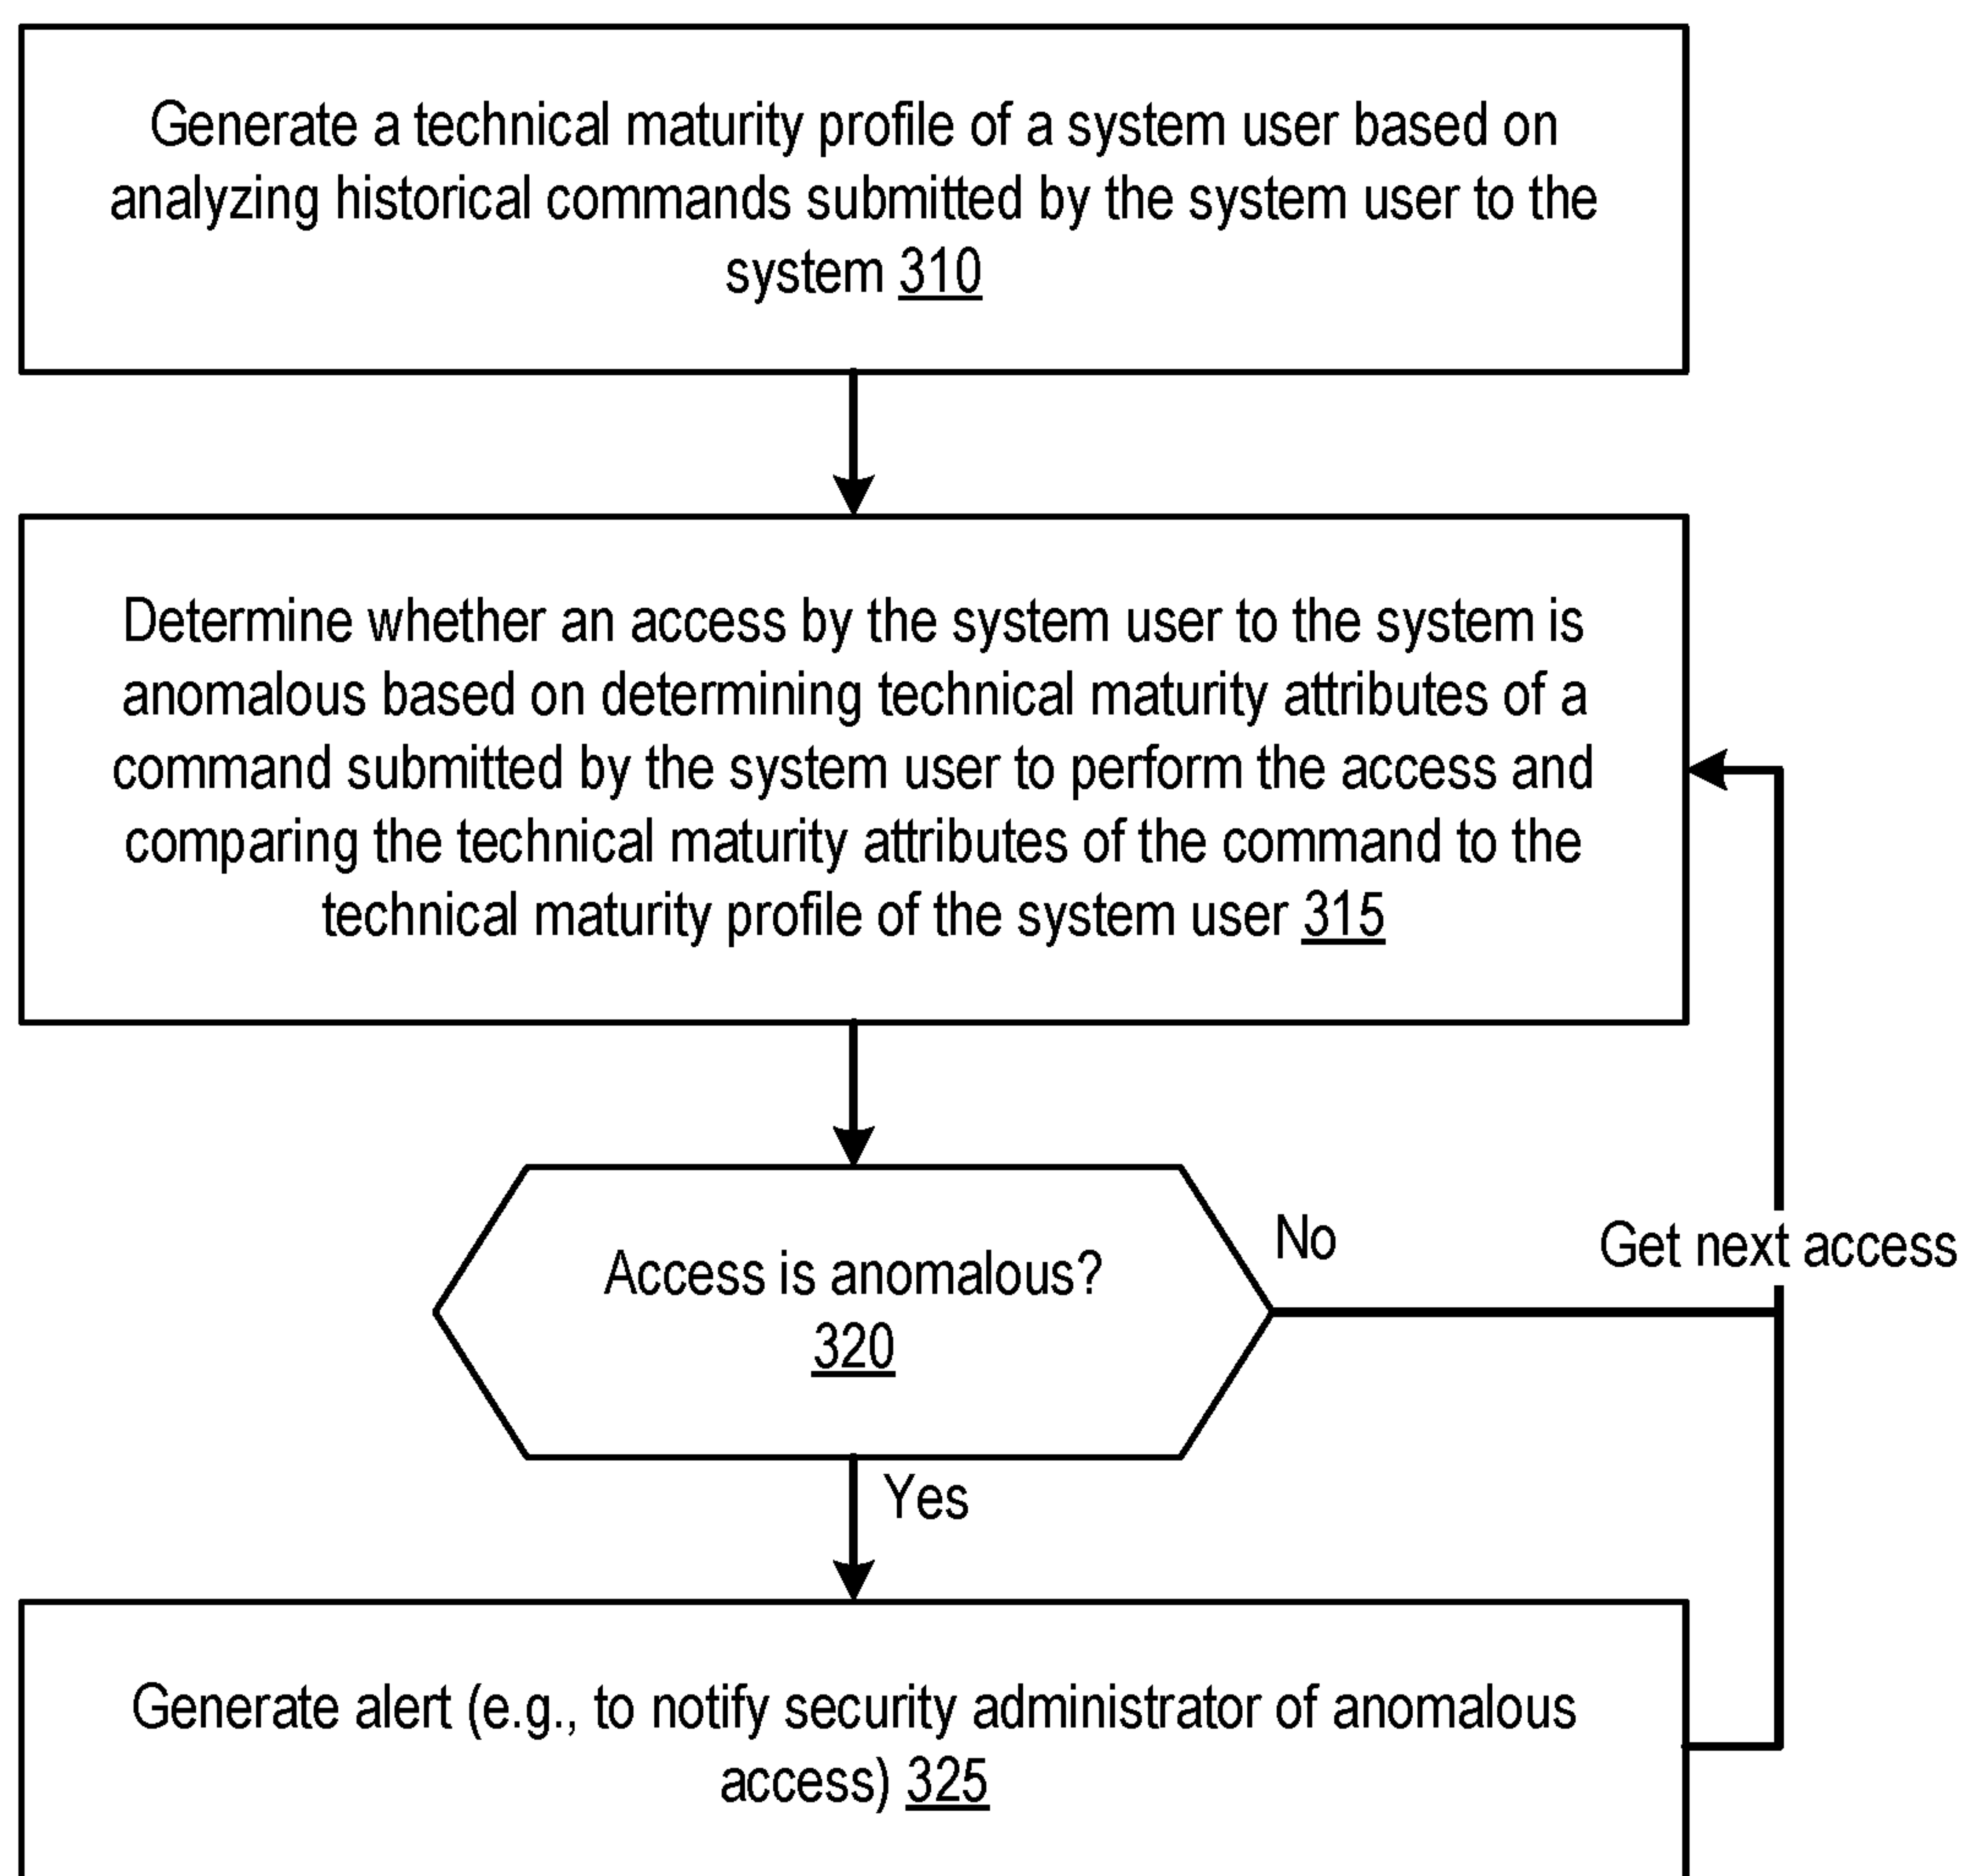 Generate a technical maturity profile of a system user based on
analyzing historical commands submitted by the system user to the
system 310
Determine whether an access by the system user to the system is
anomalous based on determining technical maturity attributes of a
command submitted by the system user to perform the access and
comparing the technical maturity attributes of the command to the
technical maturity profile of the system user 315
Access is anomalous?
320
No
Get next access
Yes
Generate alert (e.g., to notify security administrator of anomalous
access) 325